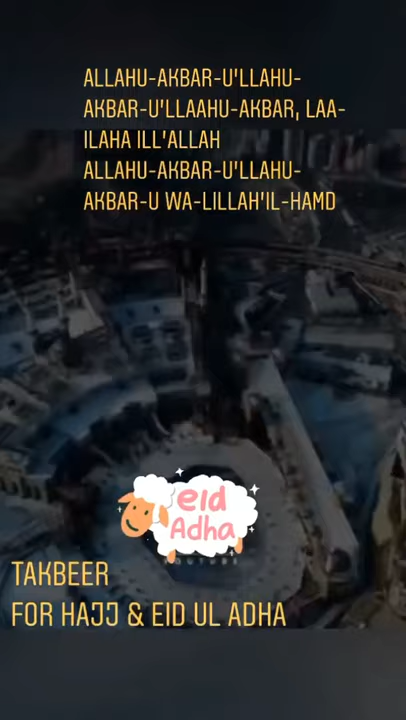 ALLAHU-AKBAR-U'LLAHU-
AKBAR-U'LLAAHU-AKBAR, LAA-
ILAHA ILL'ALLAH
ALLAHU-AKBAR-U'LLAHU-
AKBAR-U WA-LILLAH'IL-HAMD
eid
Adha
YOUTUBE
TAKBEER
FOR HAJJ & EID UL ADHA